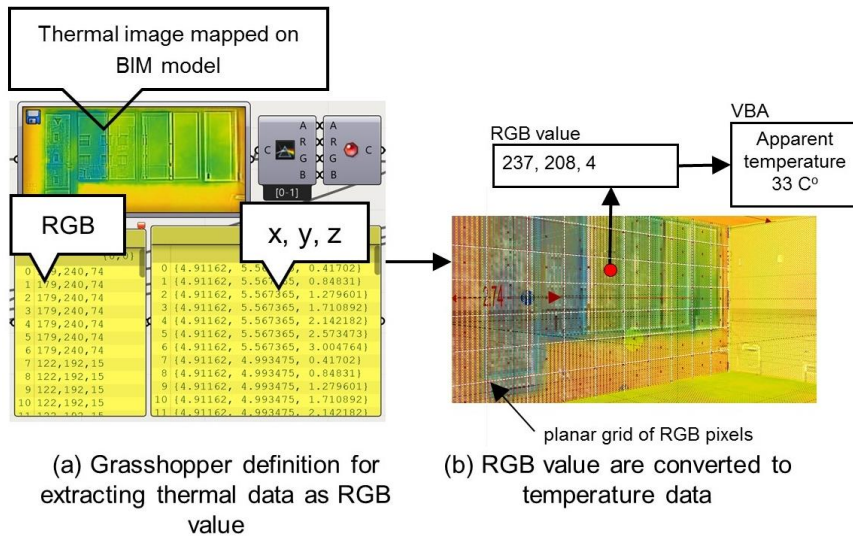 Thermal image mapped on
BIM model
C
A
R
G
B
A
R
G
B
C
[0-1]
RGB
{0;0}
0 179,240,74
1 179,240,74
2 179,240,74
3 179,240,74
4 179,240,74
5 179,240,74
6 179,240,74
7 122,192,15
8 122,192,15
9 122,192,15
10 122,192,15
x, y, z
0 {4.91162, 5.567365, 0.41702}
1 {4.91162, 5.567365, 0.84831}
2 {4.91162, 5.567365, 1.279601}
3 {4.91162, 5.567365, 1.710892}
4 {4.91162, 5.567365, 2.142182}
5 {4.91162, 5.567365, 2.573473}
6 {4.91162, 5.567365, 3.004764}
7 {4.91162, 4.993475, 0.41702}
8 {4.91162, 4.993475, 0.84831}
9 {4.91162, 4.993475, 1.279601}
10 {4.91162, 4.993475, 1.710892}
11 {4.91162, 4.993475, 2.142182}
(a) Grasshopper definition for
extracting thermal data as RGB
value
RGB value
237, 208, 4
VBA
Apparent
temperature
33 Cº
2.74
planar grid of RGB pixels
(b) RGB value are converted to
temperature data